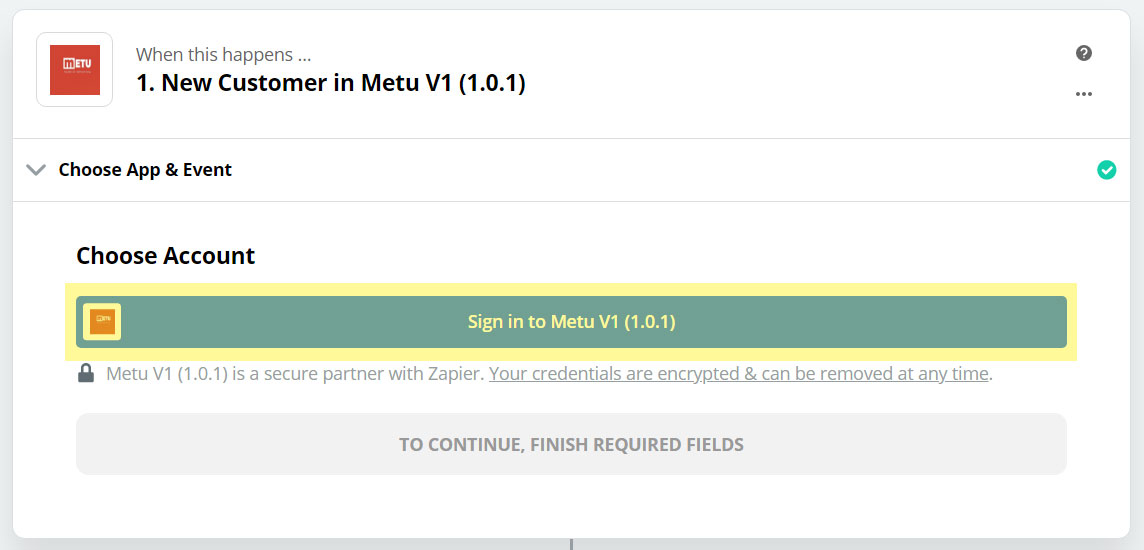 METU
When this happens ...
1. New Customer in Metu V1 (1.0.1)
Choose App & Event
Choose Account
Sign in to Metu V1 (1.0.1)
Metu V1 (1.0.1) is a secure partner with Zapier. Your credentials are encrypted & can be removed at any time.
TO CONTINUE, FINISH REQUIRED FIELDS